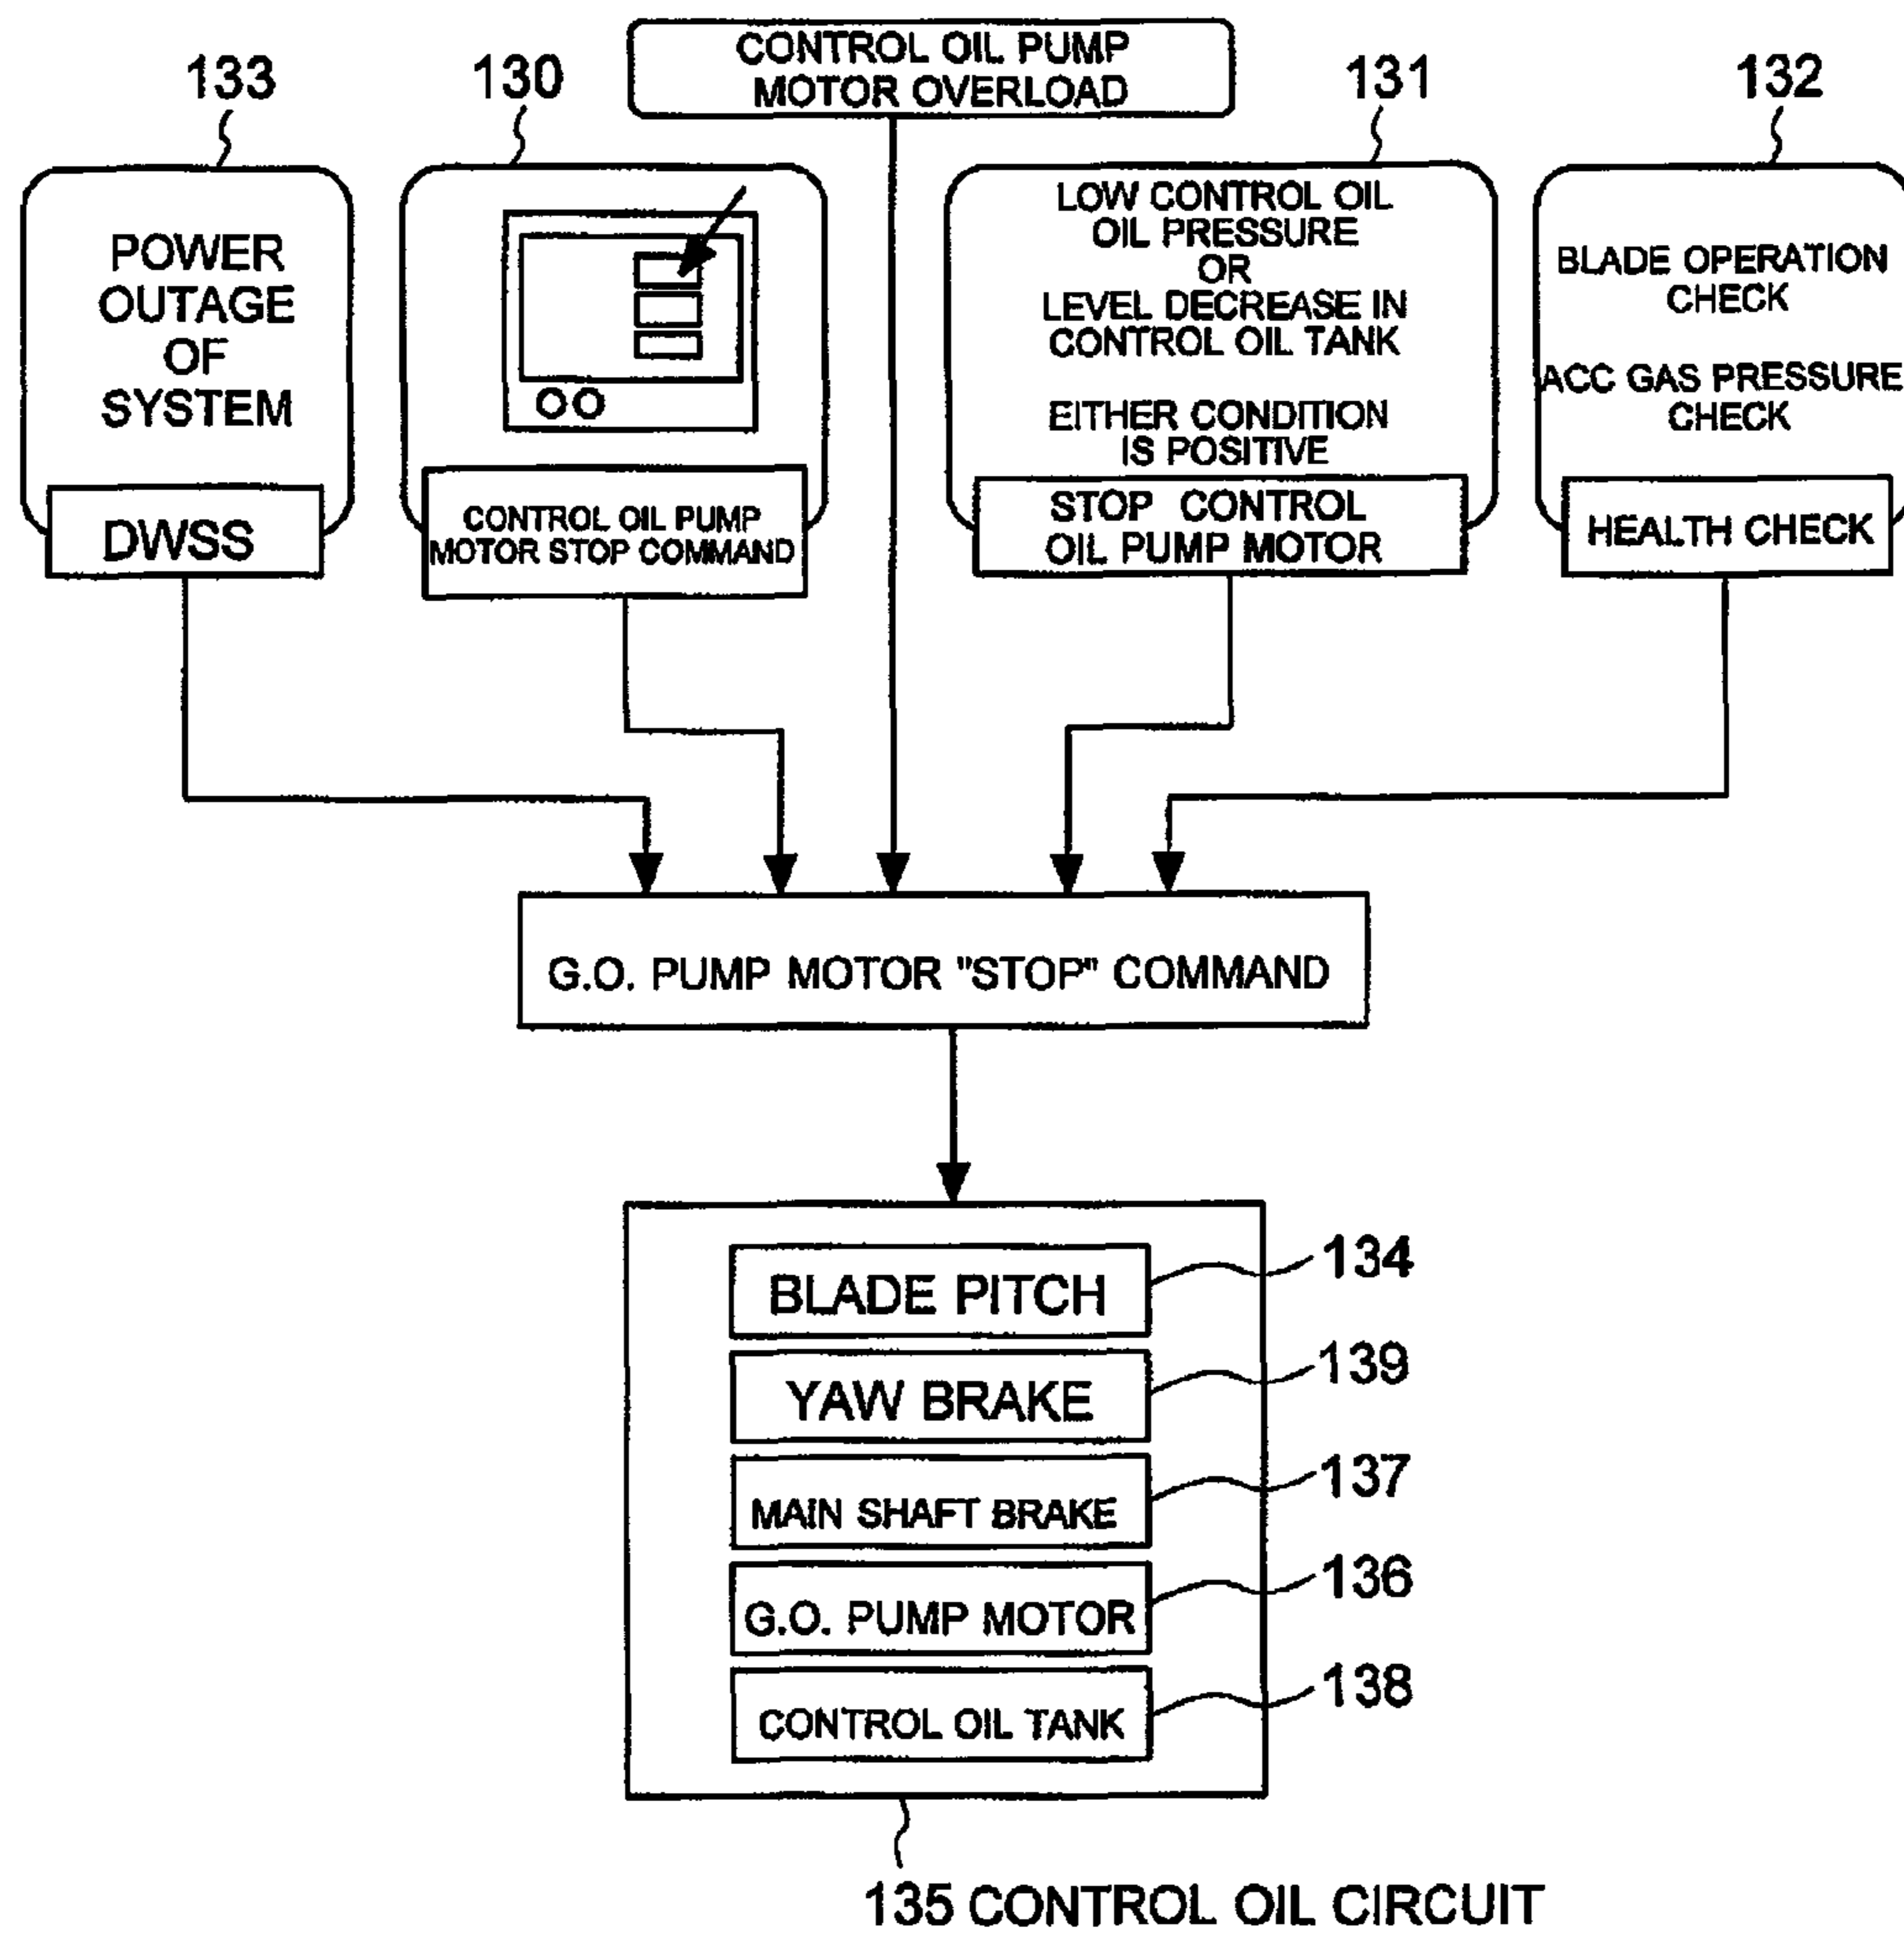 CONTROL OIL PUMP
MOTOR OVERLOAD
133
130
131
132
POWER
OUTAGE
OF
SYSTEM
DWSS
CONTROL OIL PUMP
MOTOR STOP COMMAND
LOW CONTROL OIL
OIL PRESSURE
OR
LEVEL DECREASE IN
CONTROL OIL TANK
EITHER CONDITION
IS POSITIVE
STOP CONTROL
OIL PUMP MOTOR
BLADE OPERATION
CHECK
ACC GAS PRESSURE
CHECK
HEALTH CHECK
G.O. PUMP MOTOR "STOP" COMMAND
BLADE PITCH
134
YAW BRAKE
139
MAIN SHAFT BRAKE
137
G.O. PUMP MOTOR
136
CONTROL OIL TANK
138
135 CONTROL OIL CIRCUIT